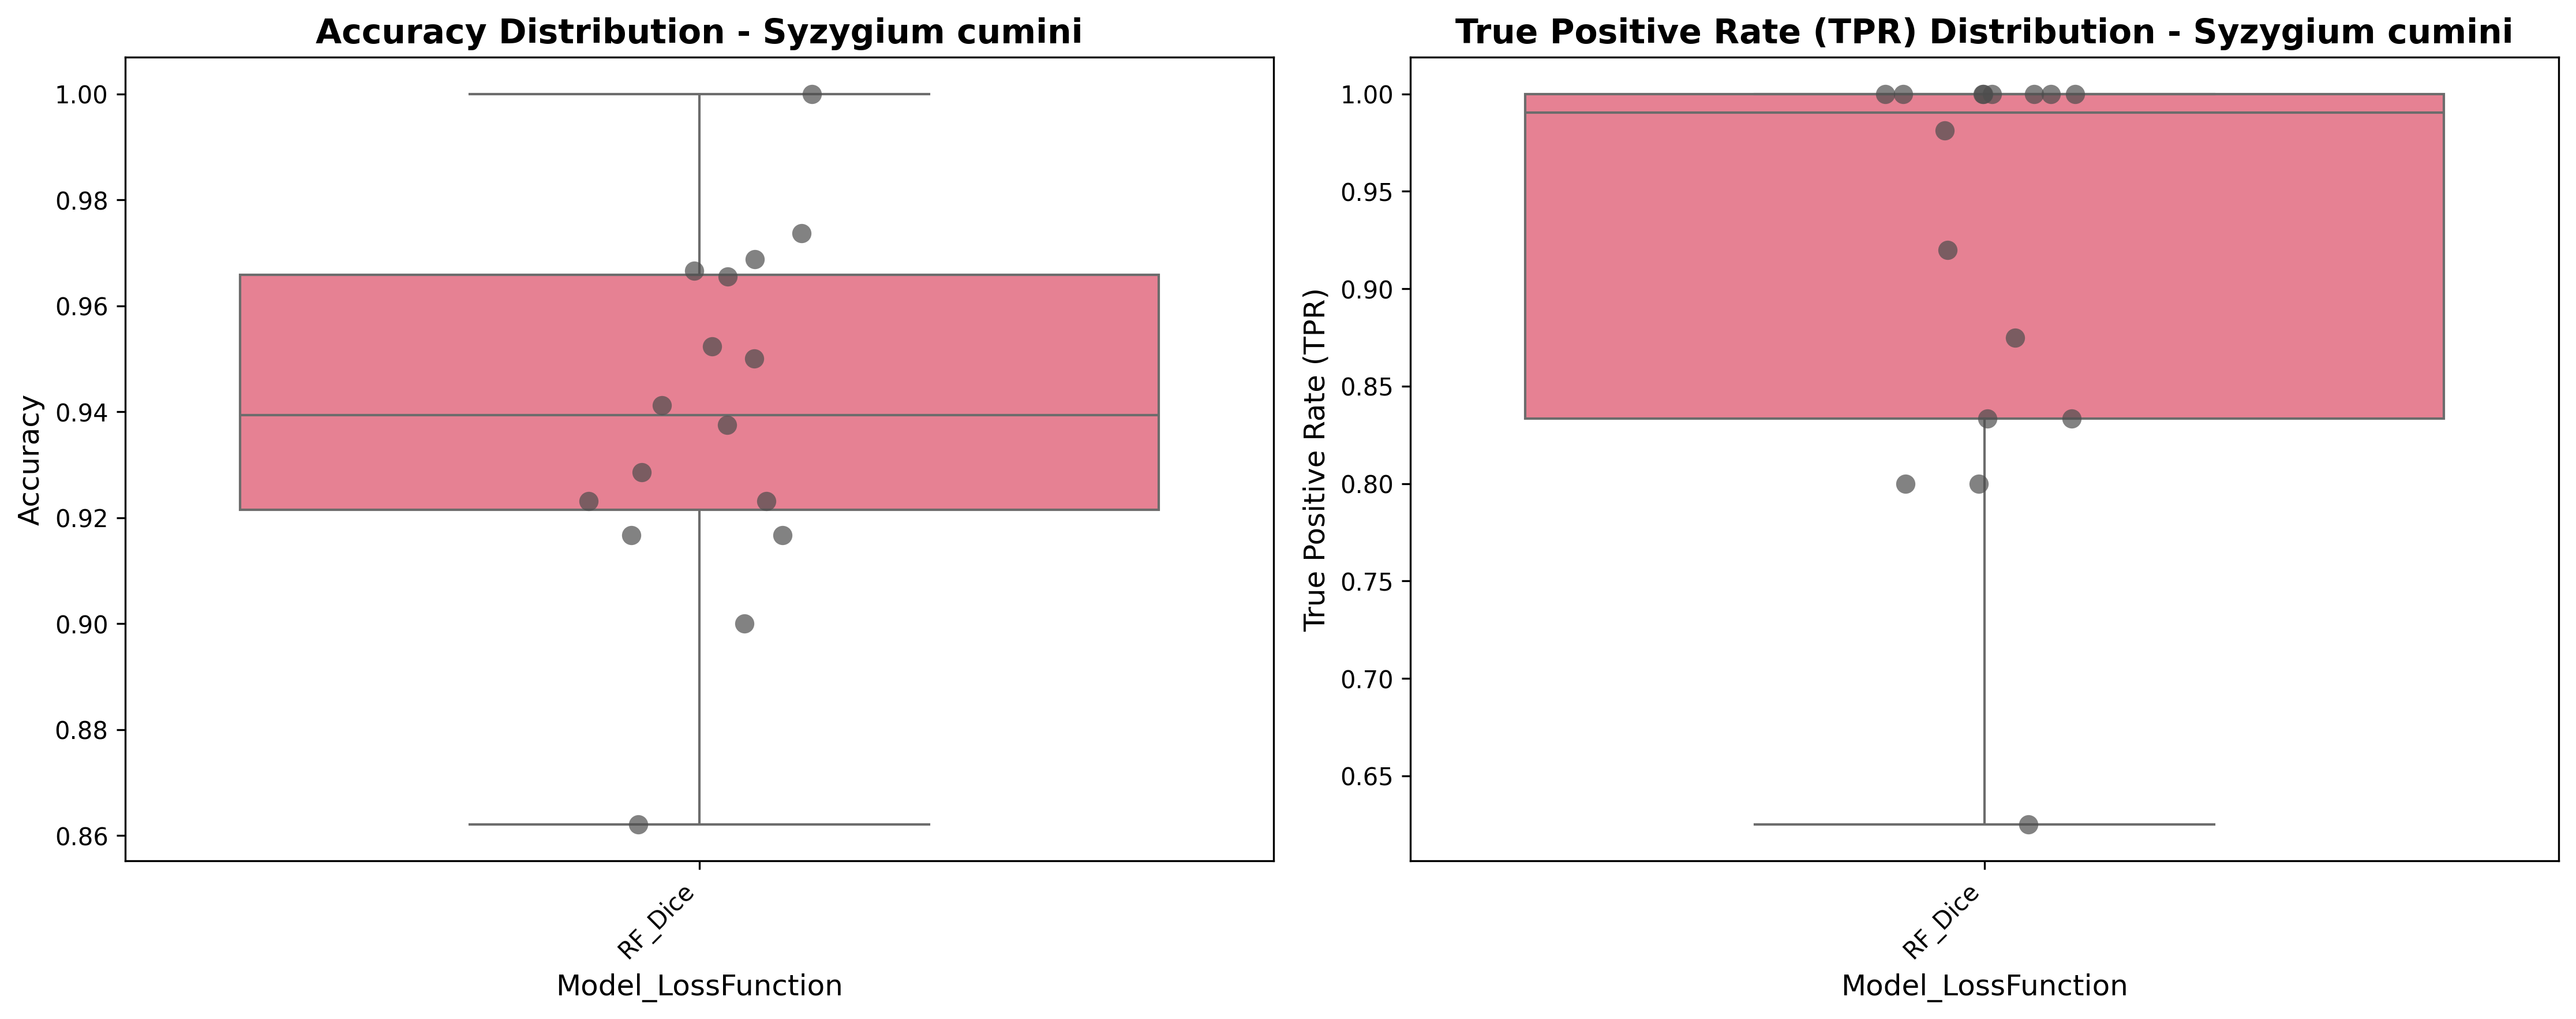 Accuracy Distribution - Syzygium cumini
1.00
0.98
0.96
0.94
0.92
0.90
0.88
0.86
Accuracy
RF_Dice
Model_LossFunction
True Positive Rate (TPR) Distribution - Syzygium cumini
1.00
0.95
0.90
0.85
0.80
0.75
0.70
0.65
True Positive Rate (TPR)
RF_Dice
Model_LossFunction